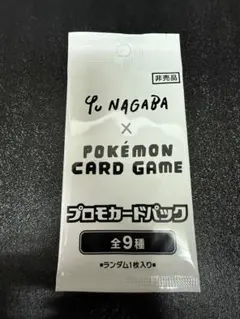 非売品
Yu NAGABA
×
POKÉMON
CARD GAME
プロモカードパック
全9種
*ランダム1枚入り*